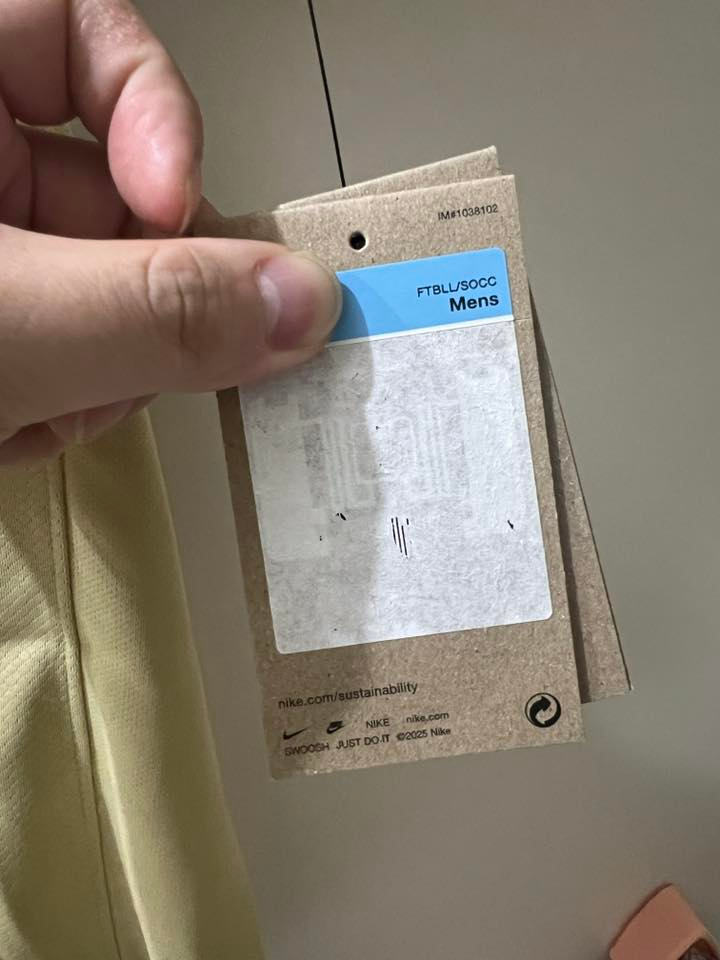 IM#1038102
FTBLL/SOCC
Mens
nike.com/sustainability
NIKE nike.com
SWOOSH JUST DO IT ©2025 Nike